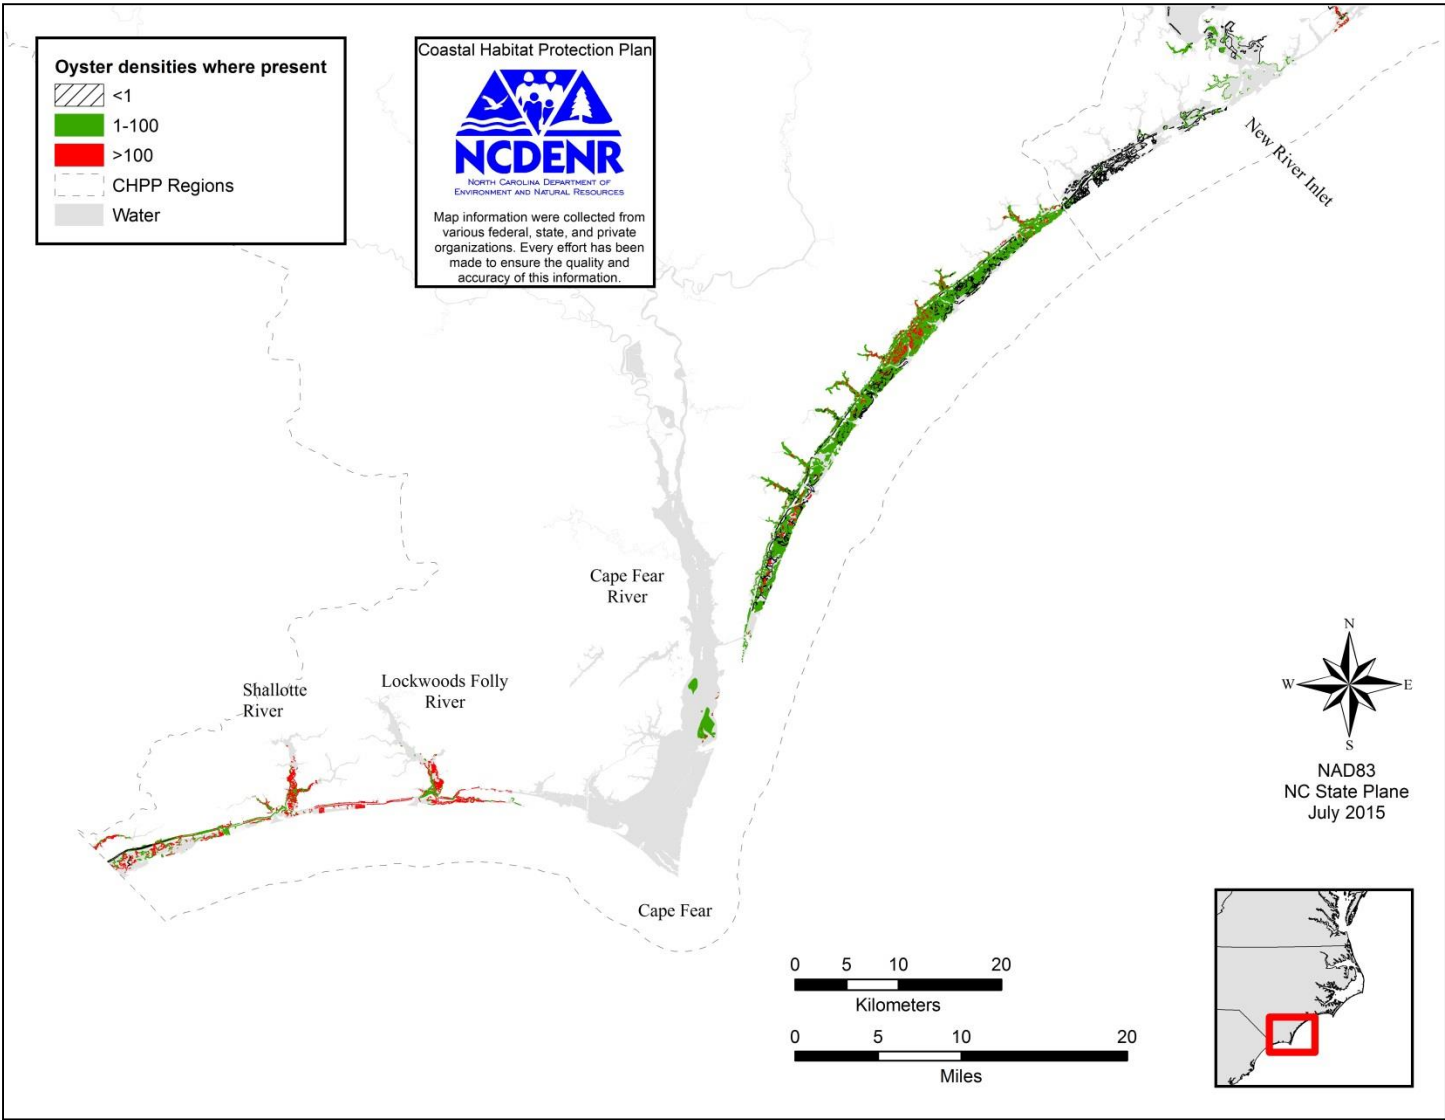 Oyster densities where present
<1
1-100
>100
CHPP Regions
Water
Coastal Habitat Protection Plan
NCDENR
NORTH CAROLINA DEPARTMENT OF
ENVIRONMENT AND NATURAL RESOURCES
Map information were collected from
various federal, state, and private
organizations. Every effort has been
made to ensure the quality and
accuracy of this information.
New River Inlet
Cape Fear
River
Shallotte
River
Lockwoods Folly
River
Cape Fear
N
W
E
S
NAD83
NC State Plane
July 2015
0 5 10 20
Kilometers
0 5 10 20
Miles